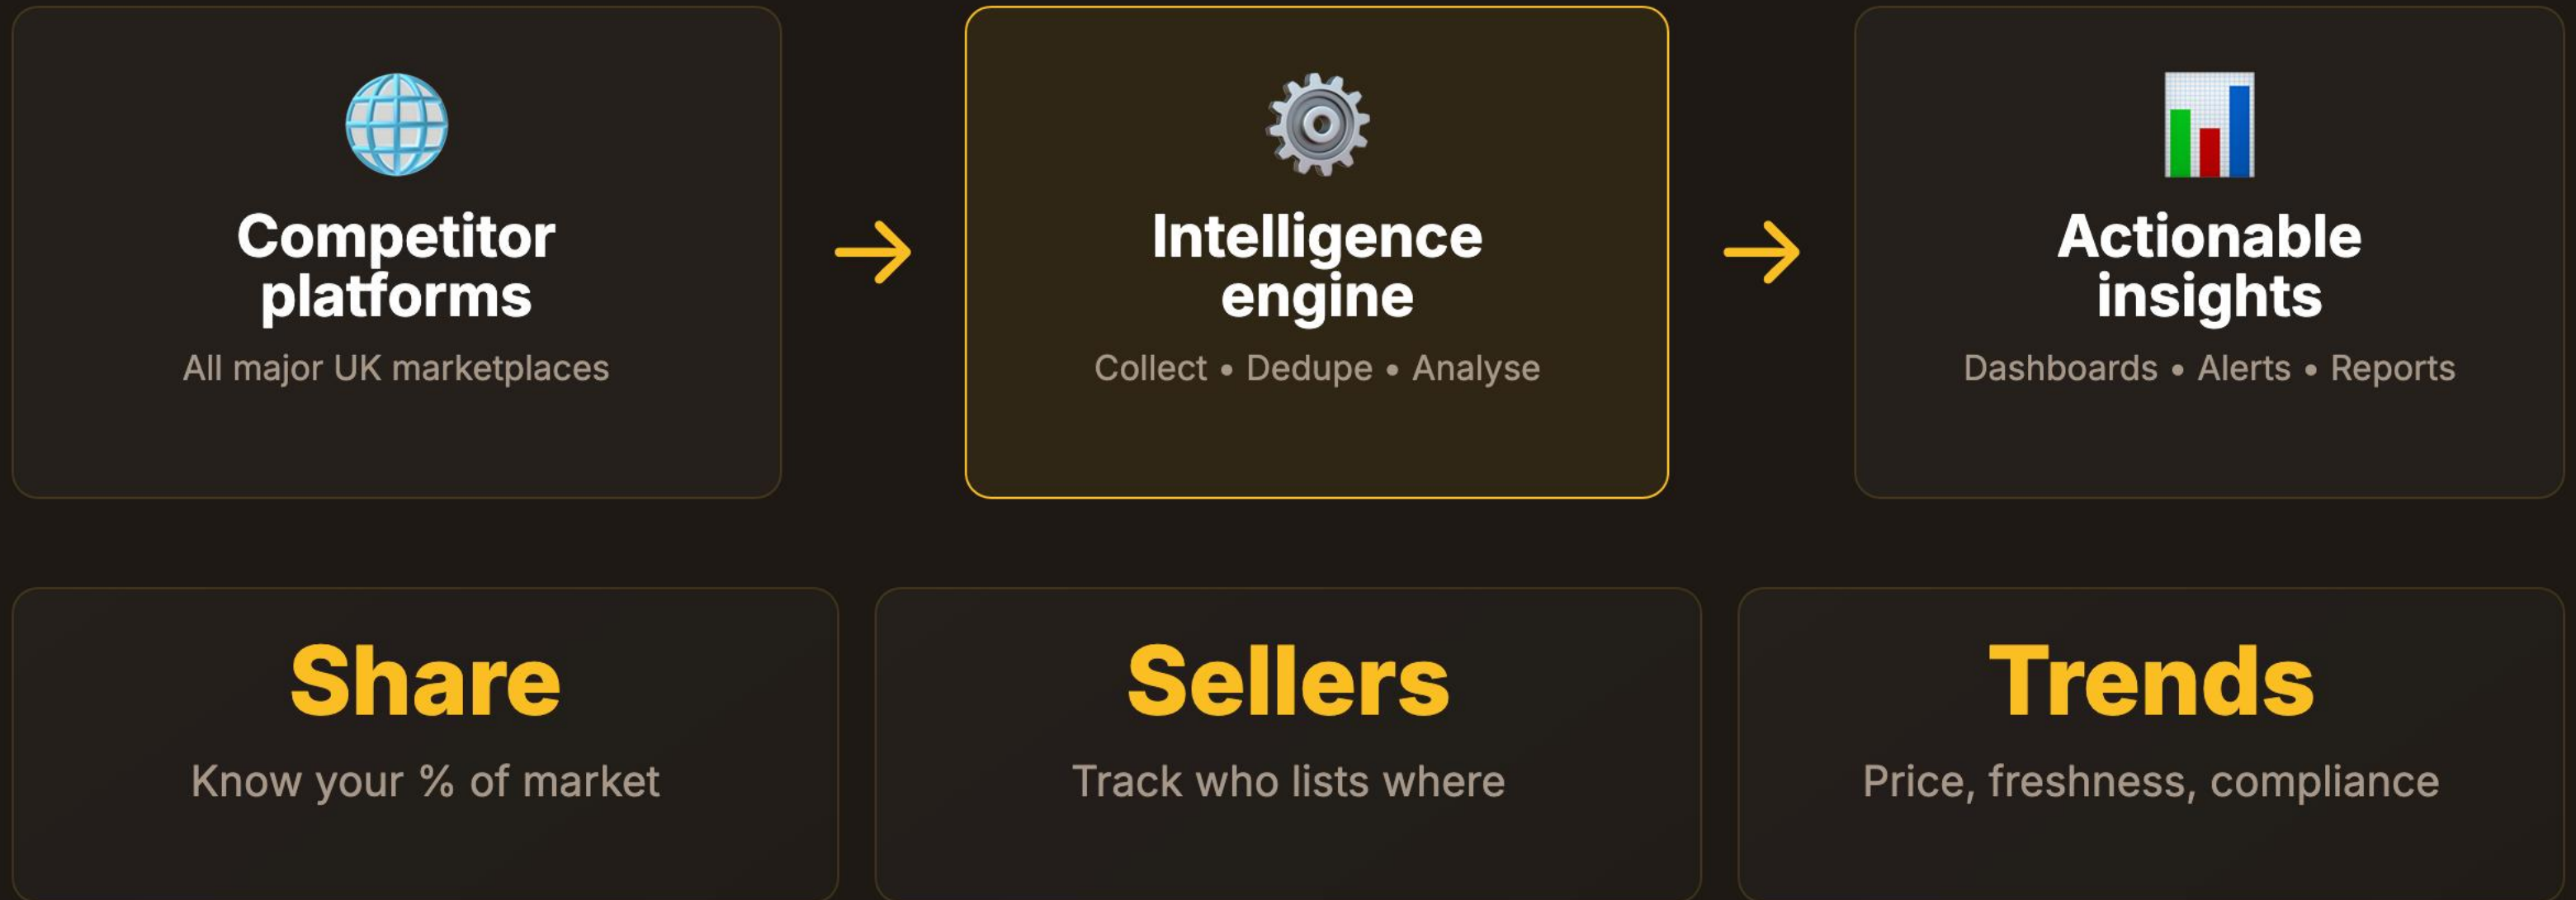 Competitor
platforms
All major UK marketplaces
→
Intelligence
engine
Collect • Dedupe • Analyse
→
Actionable
insights
Dashboards • Alerts • Reports
Share
Know your % of market
Sellers
Track who lists where
Trends
Price, freshness, compliance